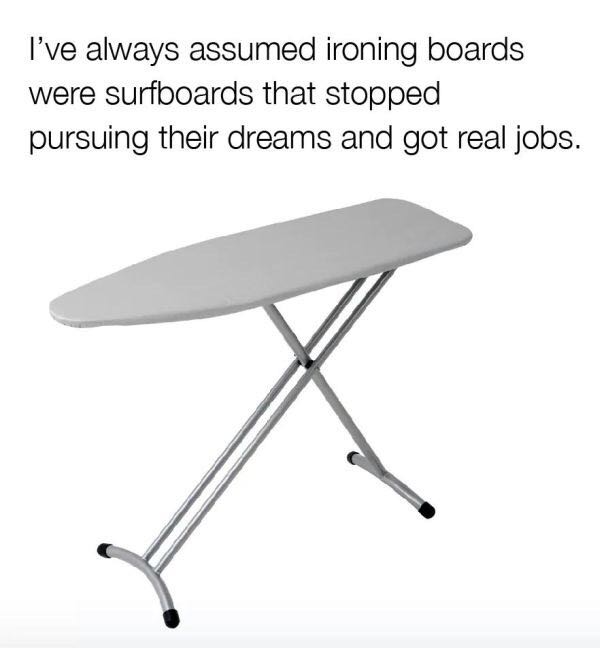 I’ve always assumed ironing boards
were surfboards that stopped
pursuing their dreams and got real jobs.